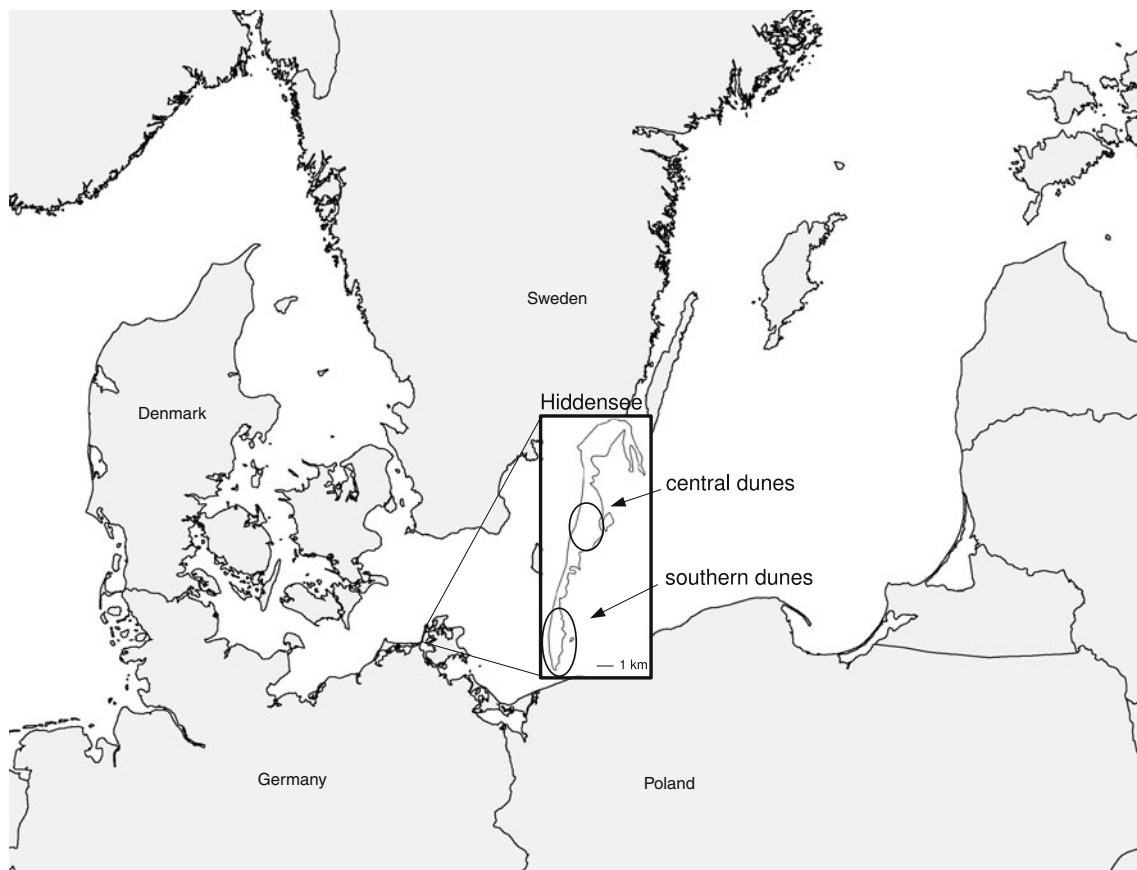 Sweden
Denmark
Hiddensee
central dunes
southern dunes
1 km
Germany
Poland